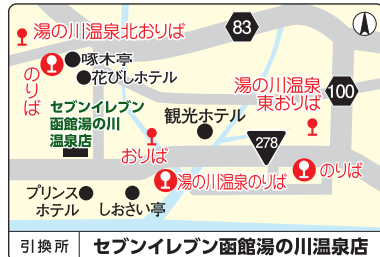 湯の川温泉北おりば
83
のりば
啄木亭
花びしホテル
湯の川温泉
東おりば
100
セブンイレブン
函館湯の川
温泉店
観光ホテル
おりば
278
湯の川温泉のりば
のりば
プリンス
ホテル
しおさい亭
引換所
セブンイレブン函館湯の川温泉店